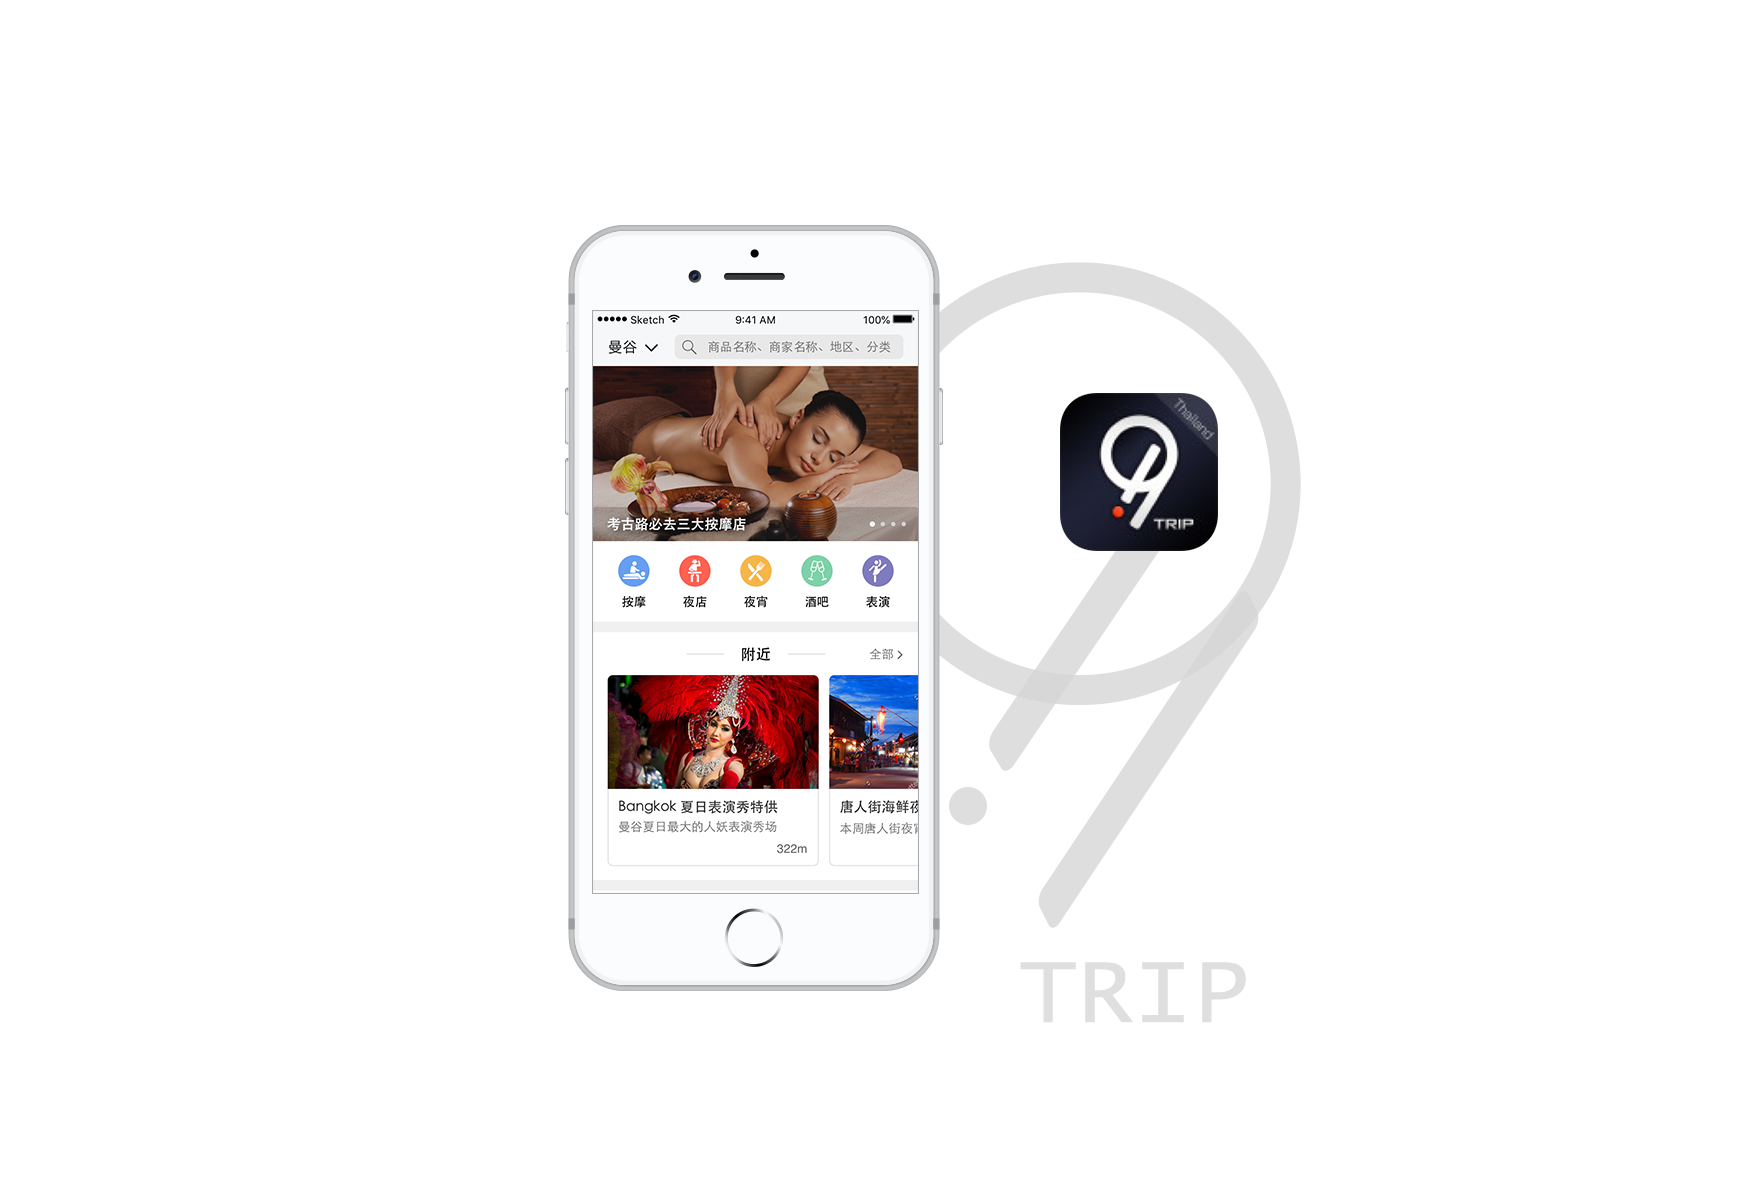 Sketch
9:41 AM
100%
曼谷
商品名称、商家名称、地区、分类
考古路必去三大按摩店
按摩
夜店
夜宵
酒吧
表演
附近
全部
Bangkok 夏日表演秀特供
曼谷夏日最大的人妖表演秀场
322m
唐人街海鲜夜
本周唐人街夜宵
Thailand
9
TRIP
TRIP